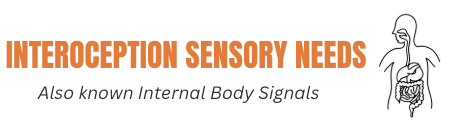 INTEROCEPTION SENSORY NEEDS
Also known Internal Body Signals